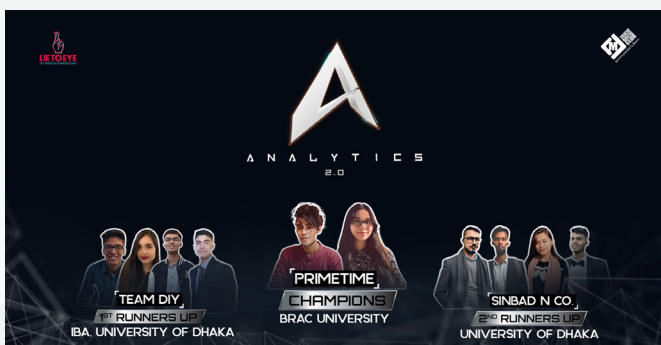 LIE TO EYE
ANALYTICS
2.0
TEAM DIY
1ST RUNNERS UP
IBA, UNIVERSITY OF DHAKA
PRIMETIME
CHAMPIONS
BRAC UNIVERSITY
SINBAD N CO.
2ND RUNNERS UP
UNIVERSITY OF DHAKA